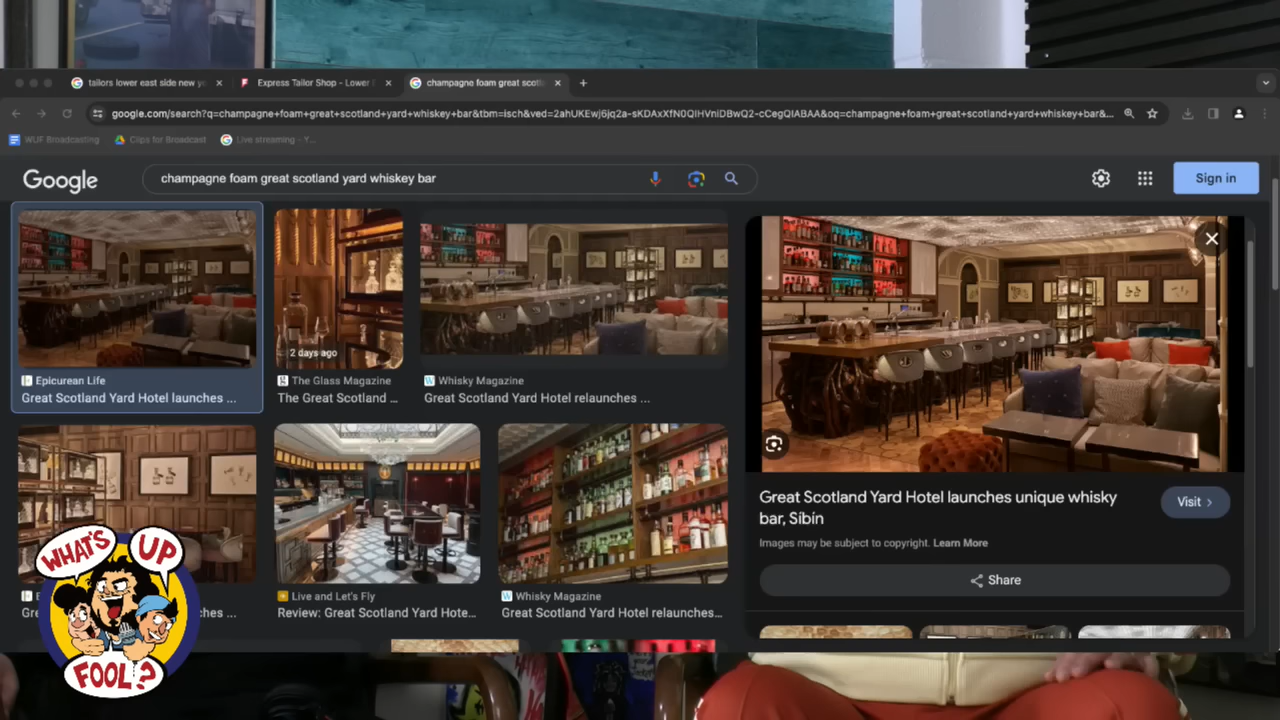 tailors lower east side new yo
Express Tailor Shop - Lower E
champagne foam great scotla
google.com/search?q=champagne+foam+great+scotland+yard+whiskey+bar&tbm=isch&ved=2ahUKEwj6jq2a-sKDAxXfN0QIHVniDBwQ2-cCegQIABAA&oq=champagne+foam+great+scotland+yard+whiskey+bar&...
WUF Broadcasting
Clips for Broadcast
Live streaming - Y...
Google
champagne foam great scotland yard whiskey bar
Sign in
2 days ago
Epicurean Life
Great Scotland Yard Hotel launches ...
The Glass Magazine
The Great Scotland ...
Whisky Magazine
Great Scotland Yard Hotel relaunches ...
Great Scotland Yard Hotel launches unique whisky
bar, Síbín
Visit
Images may be subject to copyright. Learn More
Share
Live and Let's Fly
Review: Great Scotland Yard Hote...
Whisky Magazine
Great Scotland Yard Hotel relaunches...
WHAT'S
UP
FOOL?